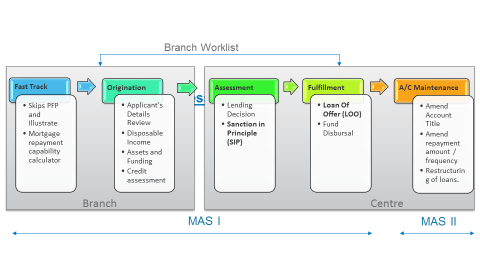 Branch Worklist
Fast Track
Origination
Assessment
Fulfillment
A/C Maintenance
es
• Skips PFP
and
Illustrate
• Mortgage
repayment
capability
calculator
• Applicant's
Details
Review
• Disposable
Income
• Assets and
Funding
• Credit
assessment
• Lending
Decision
• Sanction in
Principle
(SIP)
• Loan Of
Offer (LOO)
• Fund
Disbursal
• Amend
Account
Title
• Amend
repayment
amount /
frequency
• Restructurin
g of loans.
Branch
Centre
MAS I
MAS II